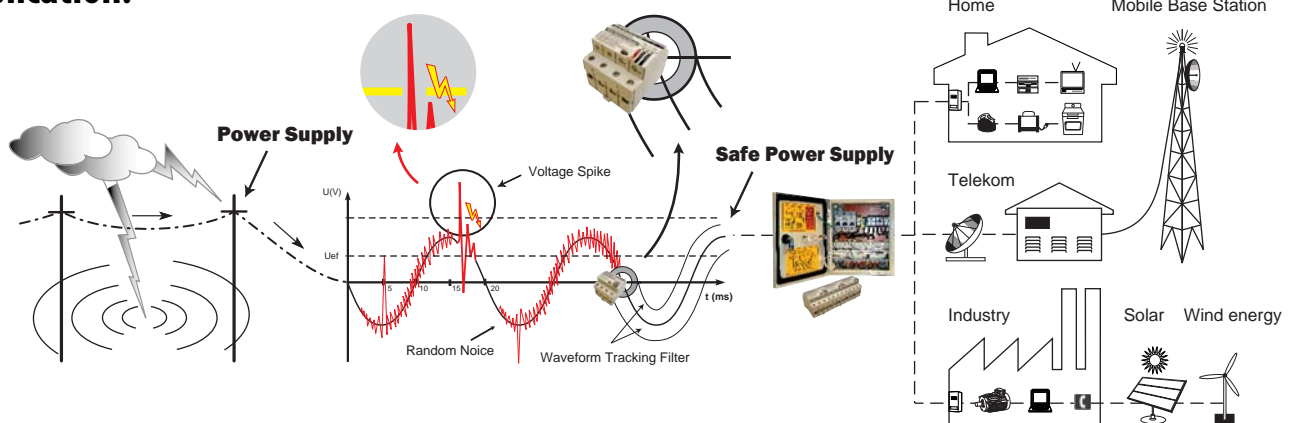 Home
Mobile Base Station
Power Supply
Voltage Spike
Safe Power Supply
U(V)
Telekom
Uef
5
10
15
20
t (ms)
Random Noice
Waveform Tracking Filter
Industry
Solar
Wind energy